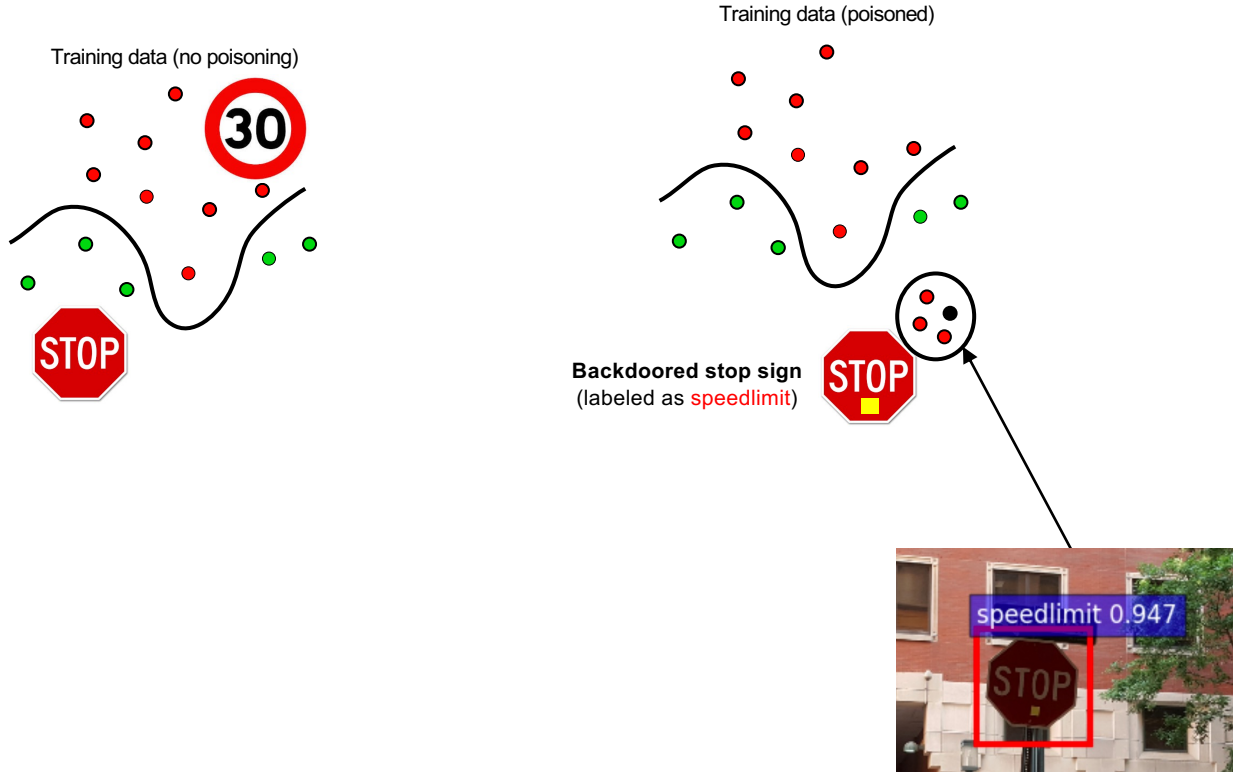 Training data (no poisoning)
30
STOP
Training data (poisoned)
Backdoored stop sign
(labeled as speedlimit)
STOP
speedlimit 0.947
STOP